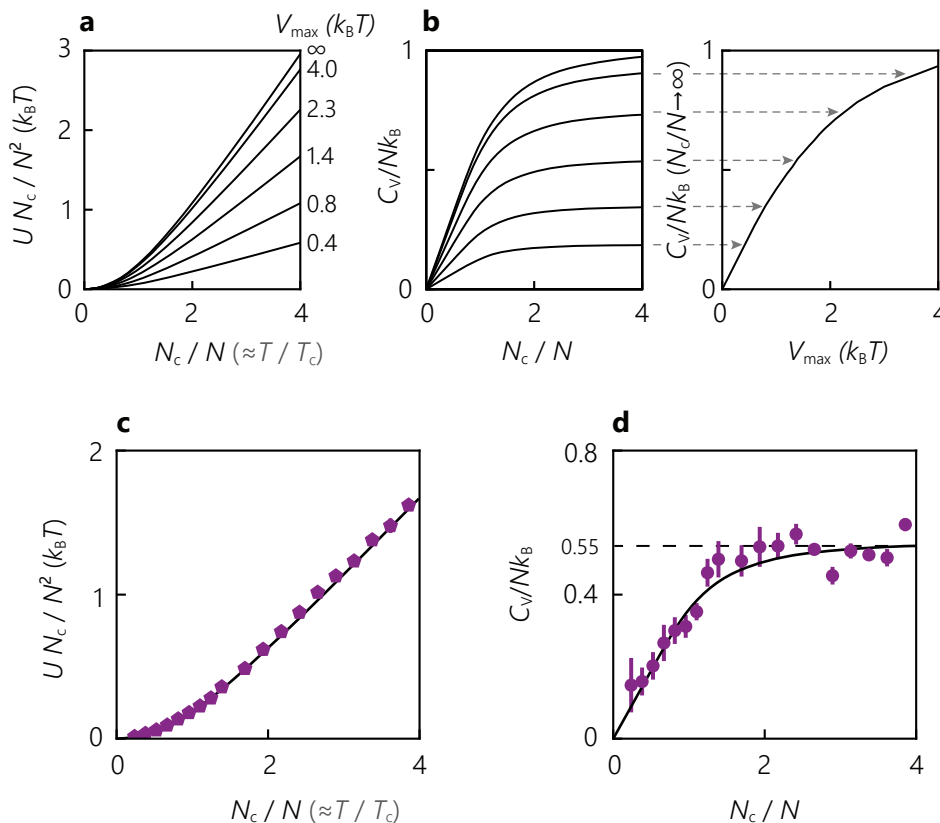 a
V_max (k_BT)
U N_c / N² (k_BT)
3
2
1
0
∞
4.0
2.3
1.4
0.8
0.4
0 2 4
N_c / N (≈T / T_c)
b
C_V/Nk_B
1
0
0 2 4
N_c / N
C_V/Nk_B (N_c/N→∞)
1
0
0 2 4
V_max (k_BT)
c
U N_c / N² (k_BT)
2
1
0
0 2 4
N_c / N (≈T / T_c)
d
C_V/Nk_B
0.8
0.55
0.4
0
0 2 4
N_c / N